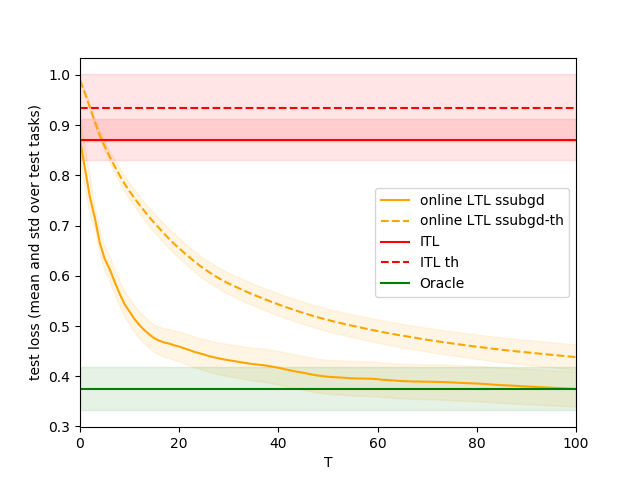 test loss (mean and std over test tasks)
1.0
0.9
0.8
0.7
0.6
0.5
0.4
0.3
online LTL ssubgd
online LTL ssubgd-th
ITL
ITL th
Oracle
0
20
40
60
80
100
T